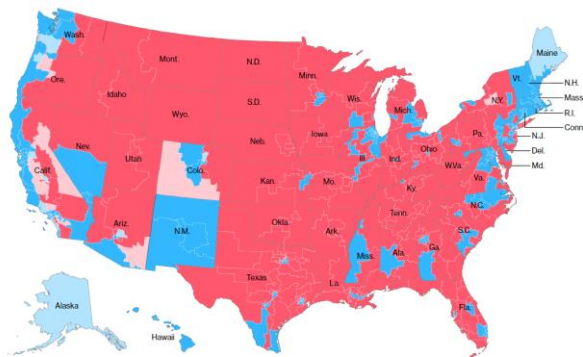 Wash.
Maine
Mont.
N.D.
Minn.
Vt.
N.H.
Ore.
Idaho
S.D.
Wis.
Mich.
N.Y.
Mass
R.I.
Wyo.
Conn
Iowa
Pa.
N.J.
Nev.
Neb.
Ill.
Ind.
Ohio
Del.
Utah
Colo.
W.Va.
Md.
Calif.
Kan.
Mo.
Va.
Ky.
Ariz.
N.M.
Okla.
Ark.
Tenn.
N.C.
S.C.
Texas
Miss.
Ala
Ga.
La.
Alaska
Hawaii
Fla.